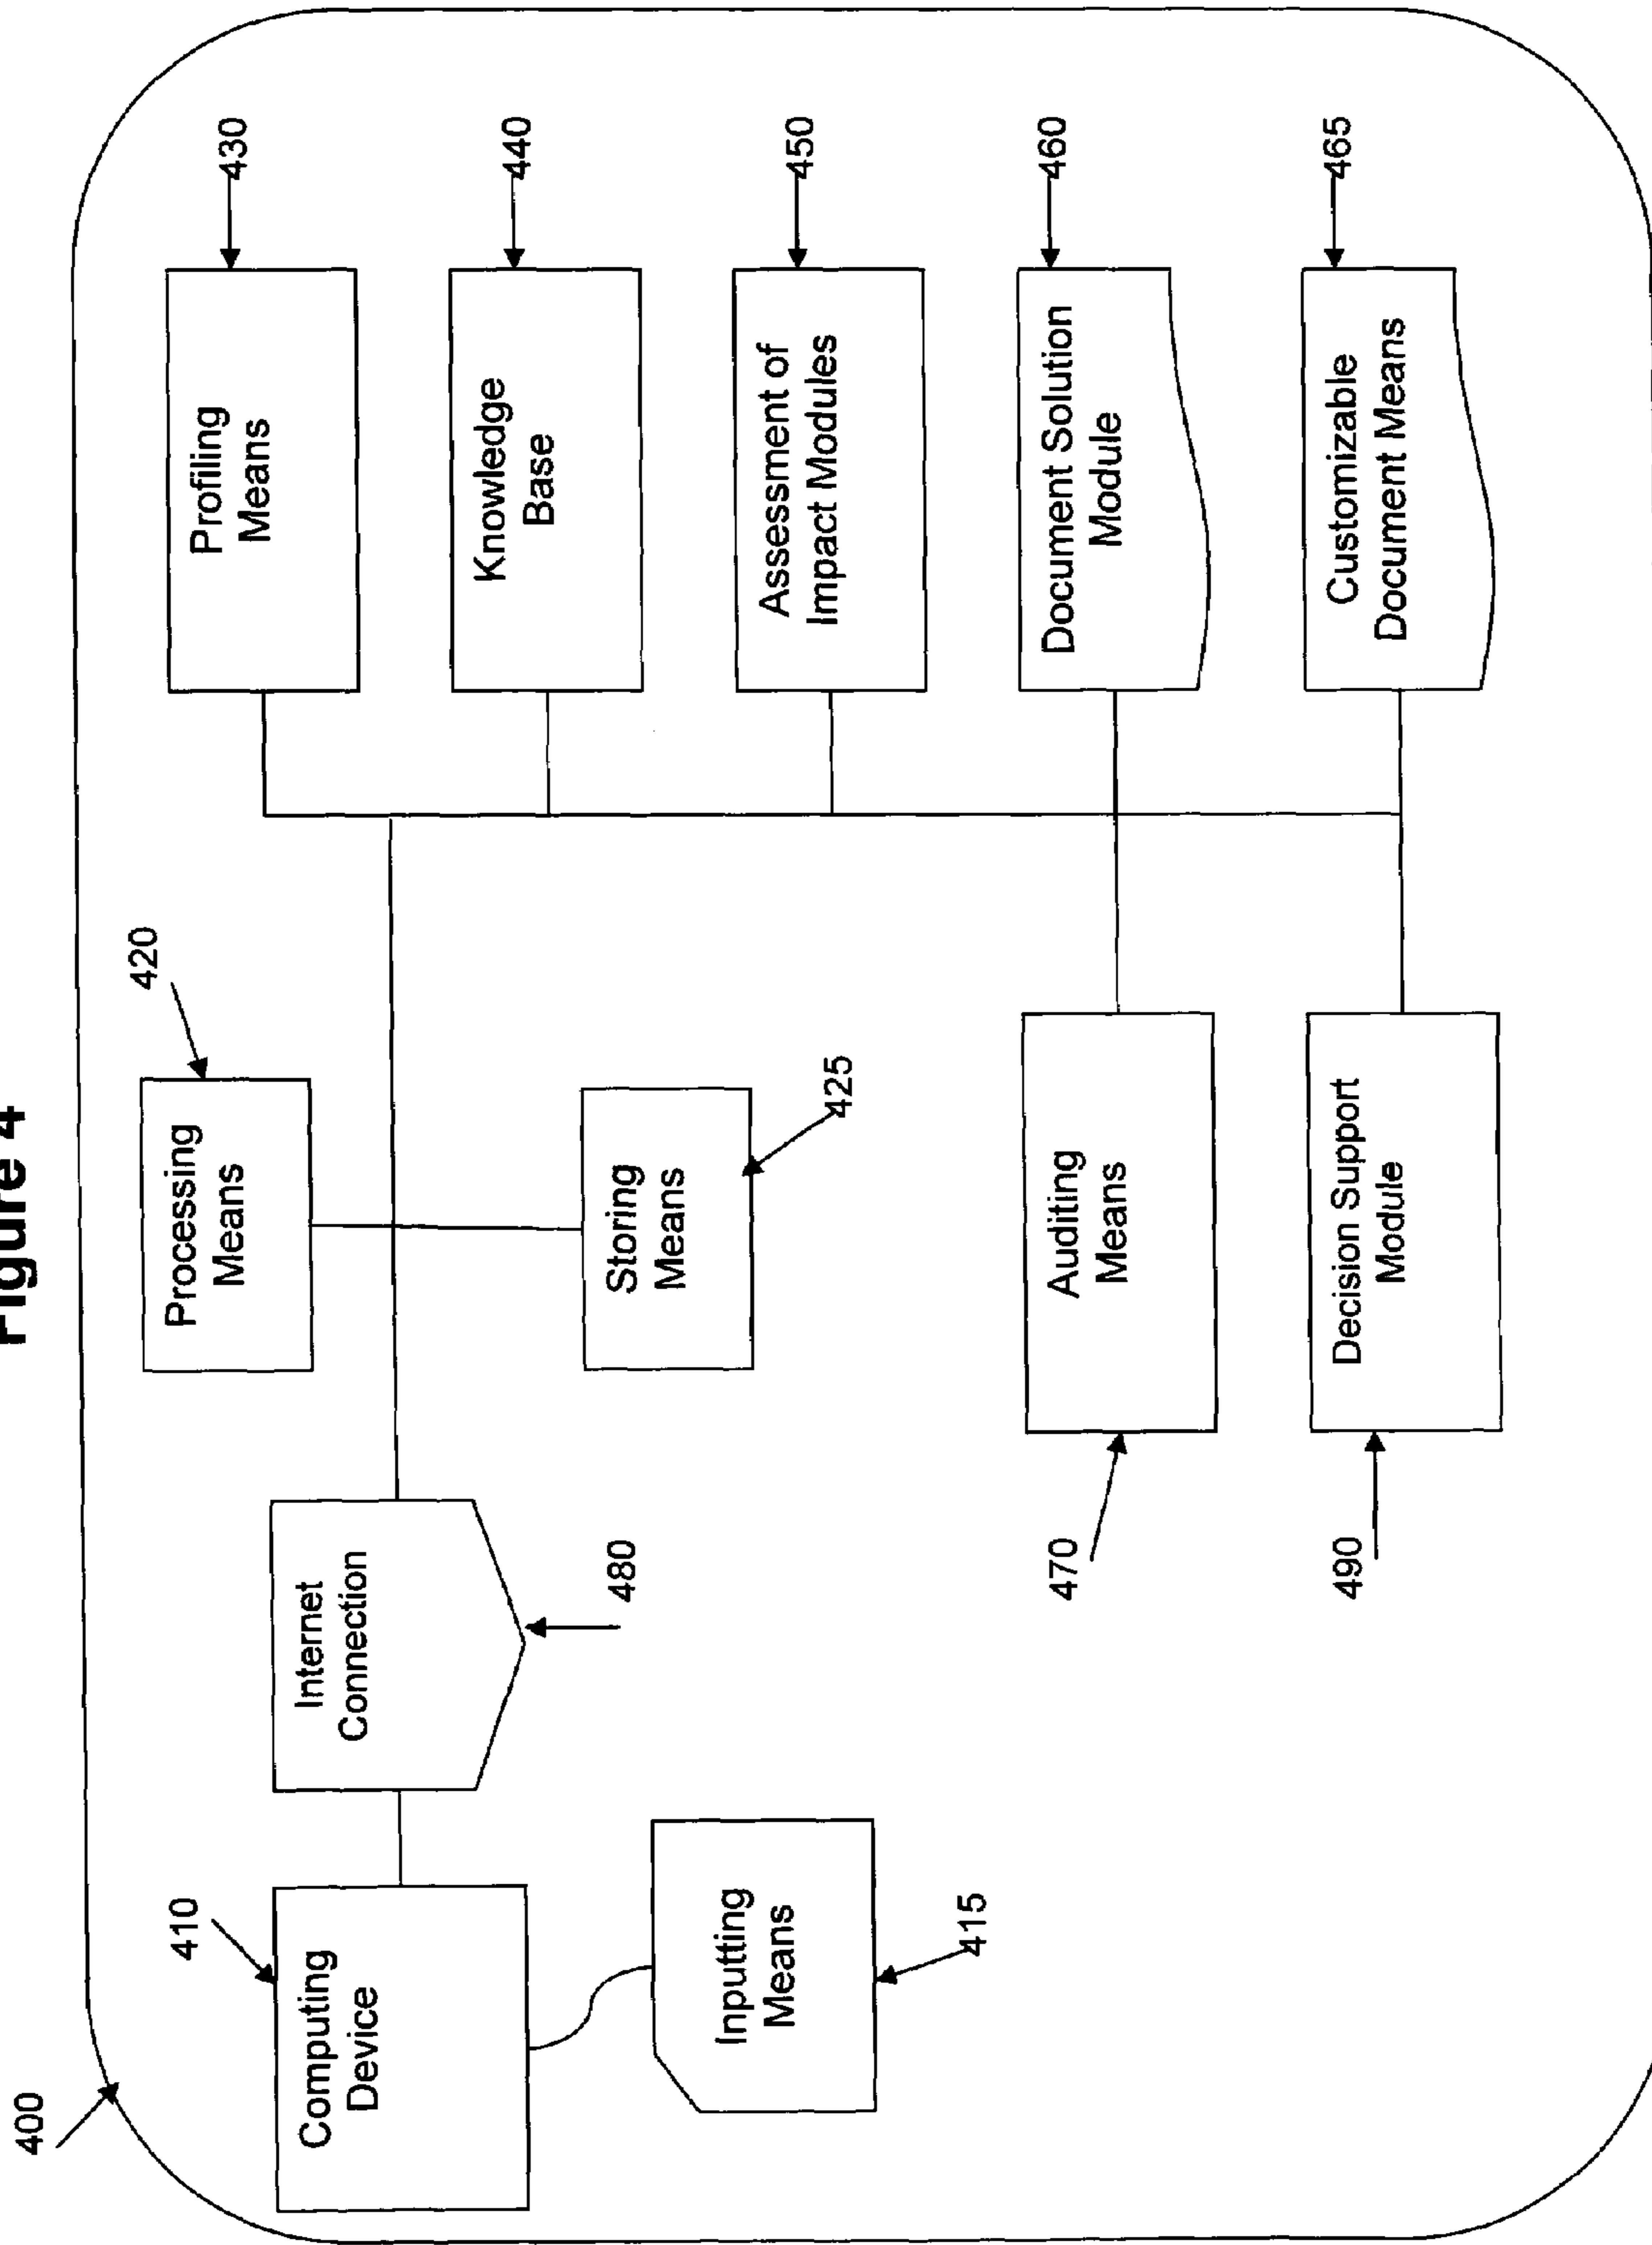 Figure 4
400
410
Computing
Device
Inputting
Means
415
Internet
Connection
480
420
Processing
Means
Storing
Means
425
430
Profiling
Means
440
Knowledge
Base
450
Assessment of
Impact Modules
460
Document Solution
Module
465
Customizable
Document Means
470
Auditing
Means
490
Decision Support
Module